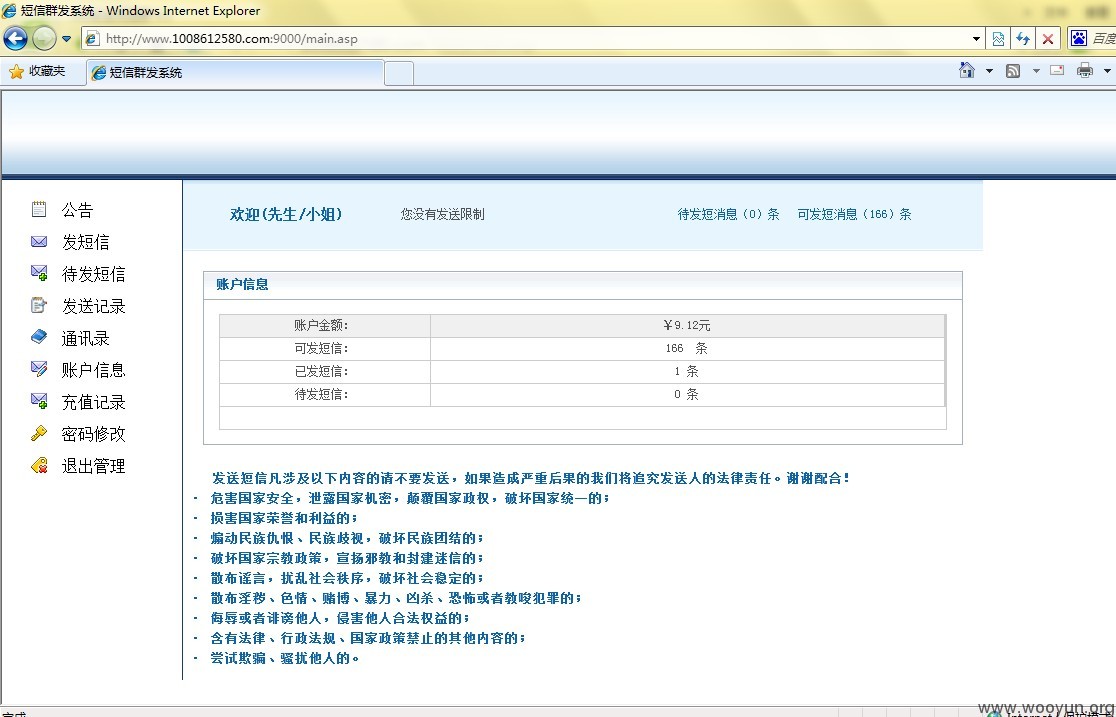 短信群发系统 - Windows Internet Explorer
http://www.1008612580.com:9000/main.asp
百度
收藏夹
短信群发系统
公告
发短信
待发短信
发送记录
通讯录
账户信息
充值记录
密码修改
退出管理
欢迎(先生/小姐) 您没有发送限制 待发短消息（0）条 可发短消息（166）条
账户信息
账户金额： ￥9.12元
可发短信： 166 条
已发短信： 1 条
待发短信： 0 条
发送短信凡涉及以下内容的请不要发送，如果造成严重后果的我们将追究发送人的法律责任。谢谢配合！
- 危害国家安全，泄露国家机密，颠覆国家政权，破坏国家统一的；
- 损害国家荣誉和利益的；
- 煽动民族仇恨、民族歧视，破坏民族团结的；
- 破坏国家宗教政策，宣扬邪教和封建迷信的；
- 散布谣言，扰乱社会秩序，破坏社会稳定的；
- 散布淫秽、色情、赌博、暴力、凶杀、恐怖或者教唆犯罪的；
- 侮辱或者诽谤他人，侵害他人合法权益的；
- 含有法律、行政法规、国家政策禁止的其他内容的；
- 尝试欺骗、骚扰他人的。
www.wooyun.org